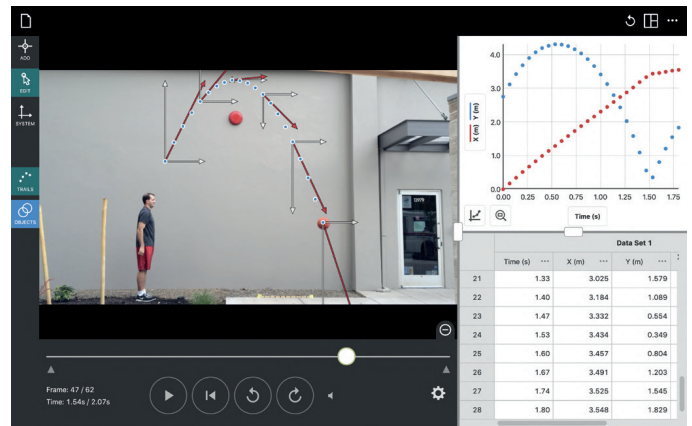 ADD
EDIT
SYSTEM
TRAILS
OBJECTS
11979
Frame: 47 / 62
Time: 1.54s / 2.07s
X (m) Y (m)
4.0
3.0
2.0
1.0
0.0
0.00 0.25 0.50 0.75 1.00 1.25 1.50 1.75
Time (s)
Data Set 1
Time (s) ··· X (m) ··· Y (m) ···
21 1.33 3.025 1.579
22 1.40 3.184 1.089
23 1.47 3.332 0.554
24 1.53 3.434 0.349
25 1.60 3.457 0.804
26 1.67 3.491 1.203
27 1.74 3.525 1.545
28 1.80 3.548 1.829